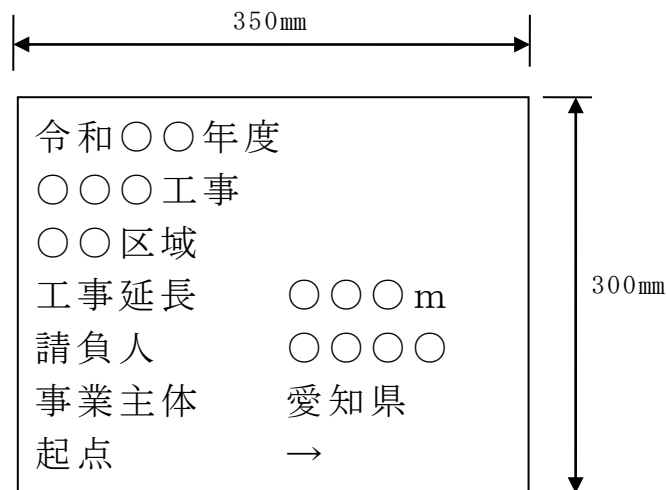 350㎜
令和○○年度
○○○工事
○○区域
工事延長　○○○m
請負人　○○○○
事業主体　愛知県
起点　→
300㎜